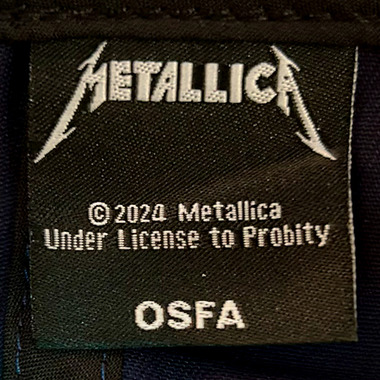 METALLICA
©2024 Metallica
Under License to Probity
OSFA